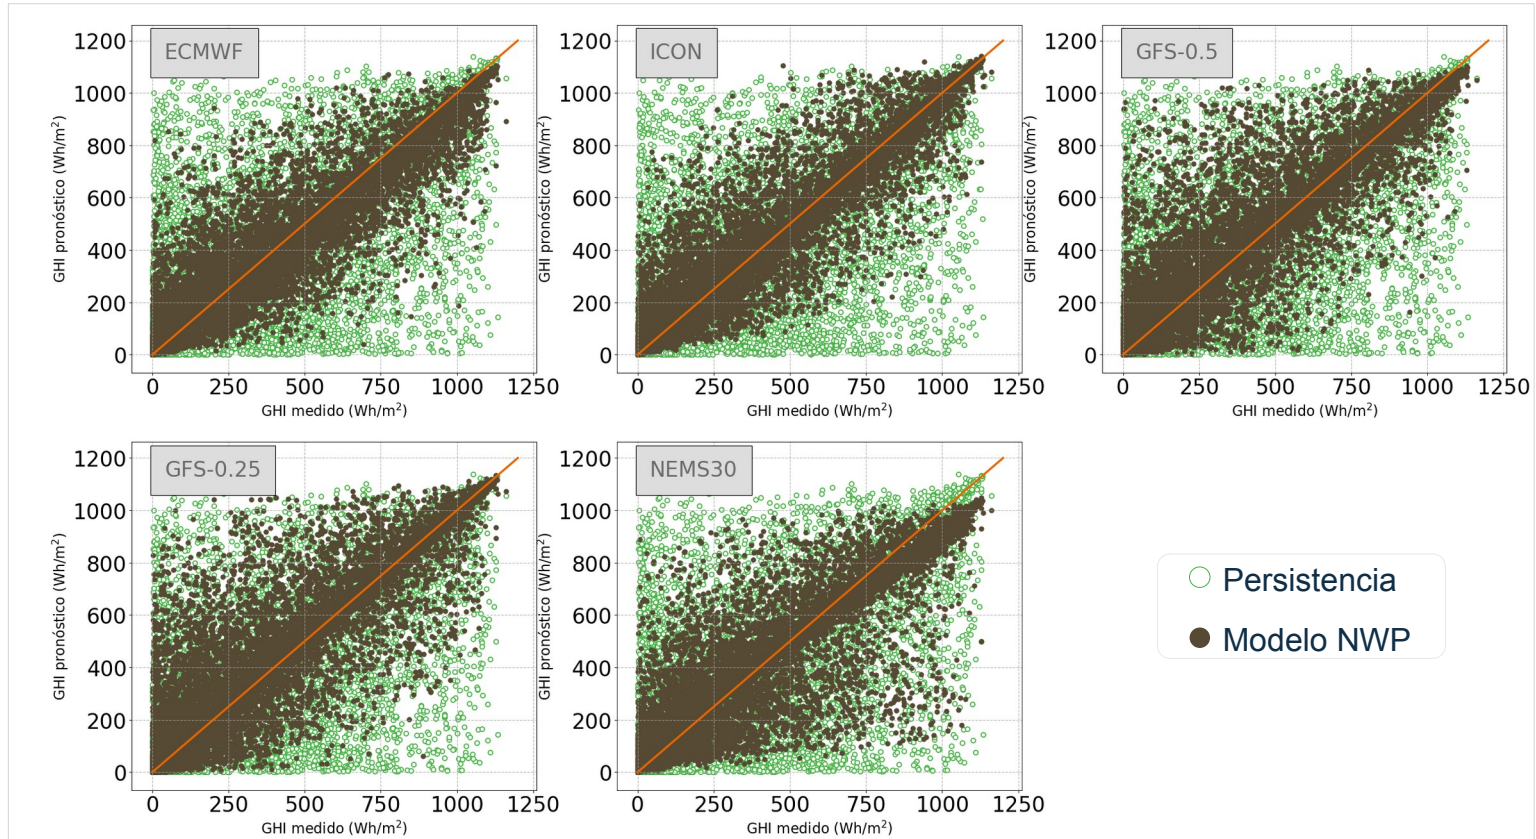 ECMWF
1200
1000
800
600
400
200
0
GHI pronóstico (Wh/m²)
0 250 500 750 1000 1250
GHI medido (Wh/m²)
ICON
1200
1000
800
600
400
200
0
GHI pronóstico (Wh/m²)
0 250 500 750 1000 1250
GHI medido (Wh/m²)
GFS-0.5
1200
1000
800
600
400
200
0
GHI pronóstico (Wh/m²)
0 250 500 750 1000 1250
GHI medido (Wh/m²)
GFS-0.25
1200
1000
800
600
400
200
0
GHI pronóstico (Wh/m²)
0 250 500 750 1000 1250
GHI medido (Wh/m²)
NEMS30
1200
1000
800
600
400
200
0
GHI pronóstico (Wh/m²)
0 250 500 750 1000 1250
GHI medido (Wh/m²)
Persistencia
Modelo NWP